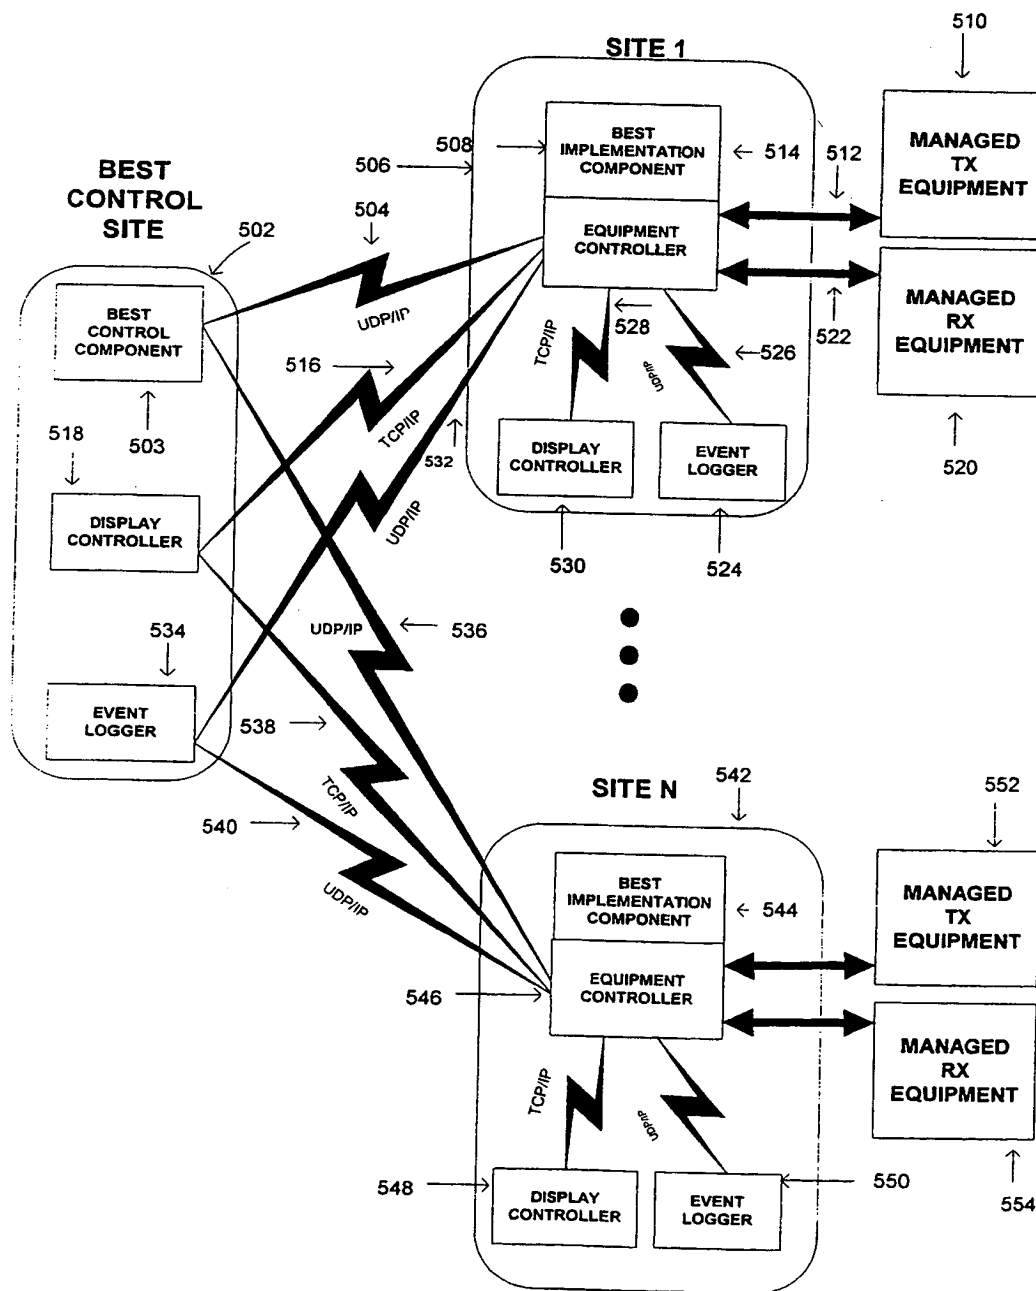 SITE 1
510
BEST
IMPLEMENTATION
COMPONENT
508
506
514
512
MANAGED
TX
EQUIPMENT
BEST
CONTROL
SITE
502
504
EQUIPMENT
CONTROLLER
UDP/IP
528
522
MANAGED
RX
EQUIPMENT
BEST
CONTROL
COMPONENT
516
TCP/IP
TCP/IP
UDP/IP
526
518
503
532
DISPLAY
CONTROLLER
EVENT
LOGGER
520
DISPLAY
CONTROLLER
UDP/IP
530
524
534
UDP/IP
536
EVENT
LOGGER
538
SITE N
542
552
540
TCP/IP
UDP/IP
BEST
IMPLEMENTATION
COMPONENT
544
MANAGED
TX
EQUIPMENT
546
EQUIPMENT
CONTROLLER
MANAGED
RX
EQUIPMENT
TCP/IP
UDP/IP
548
DISPLAY
CONTROLLER
EVENT
LOGGER
550
554